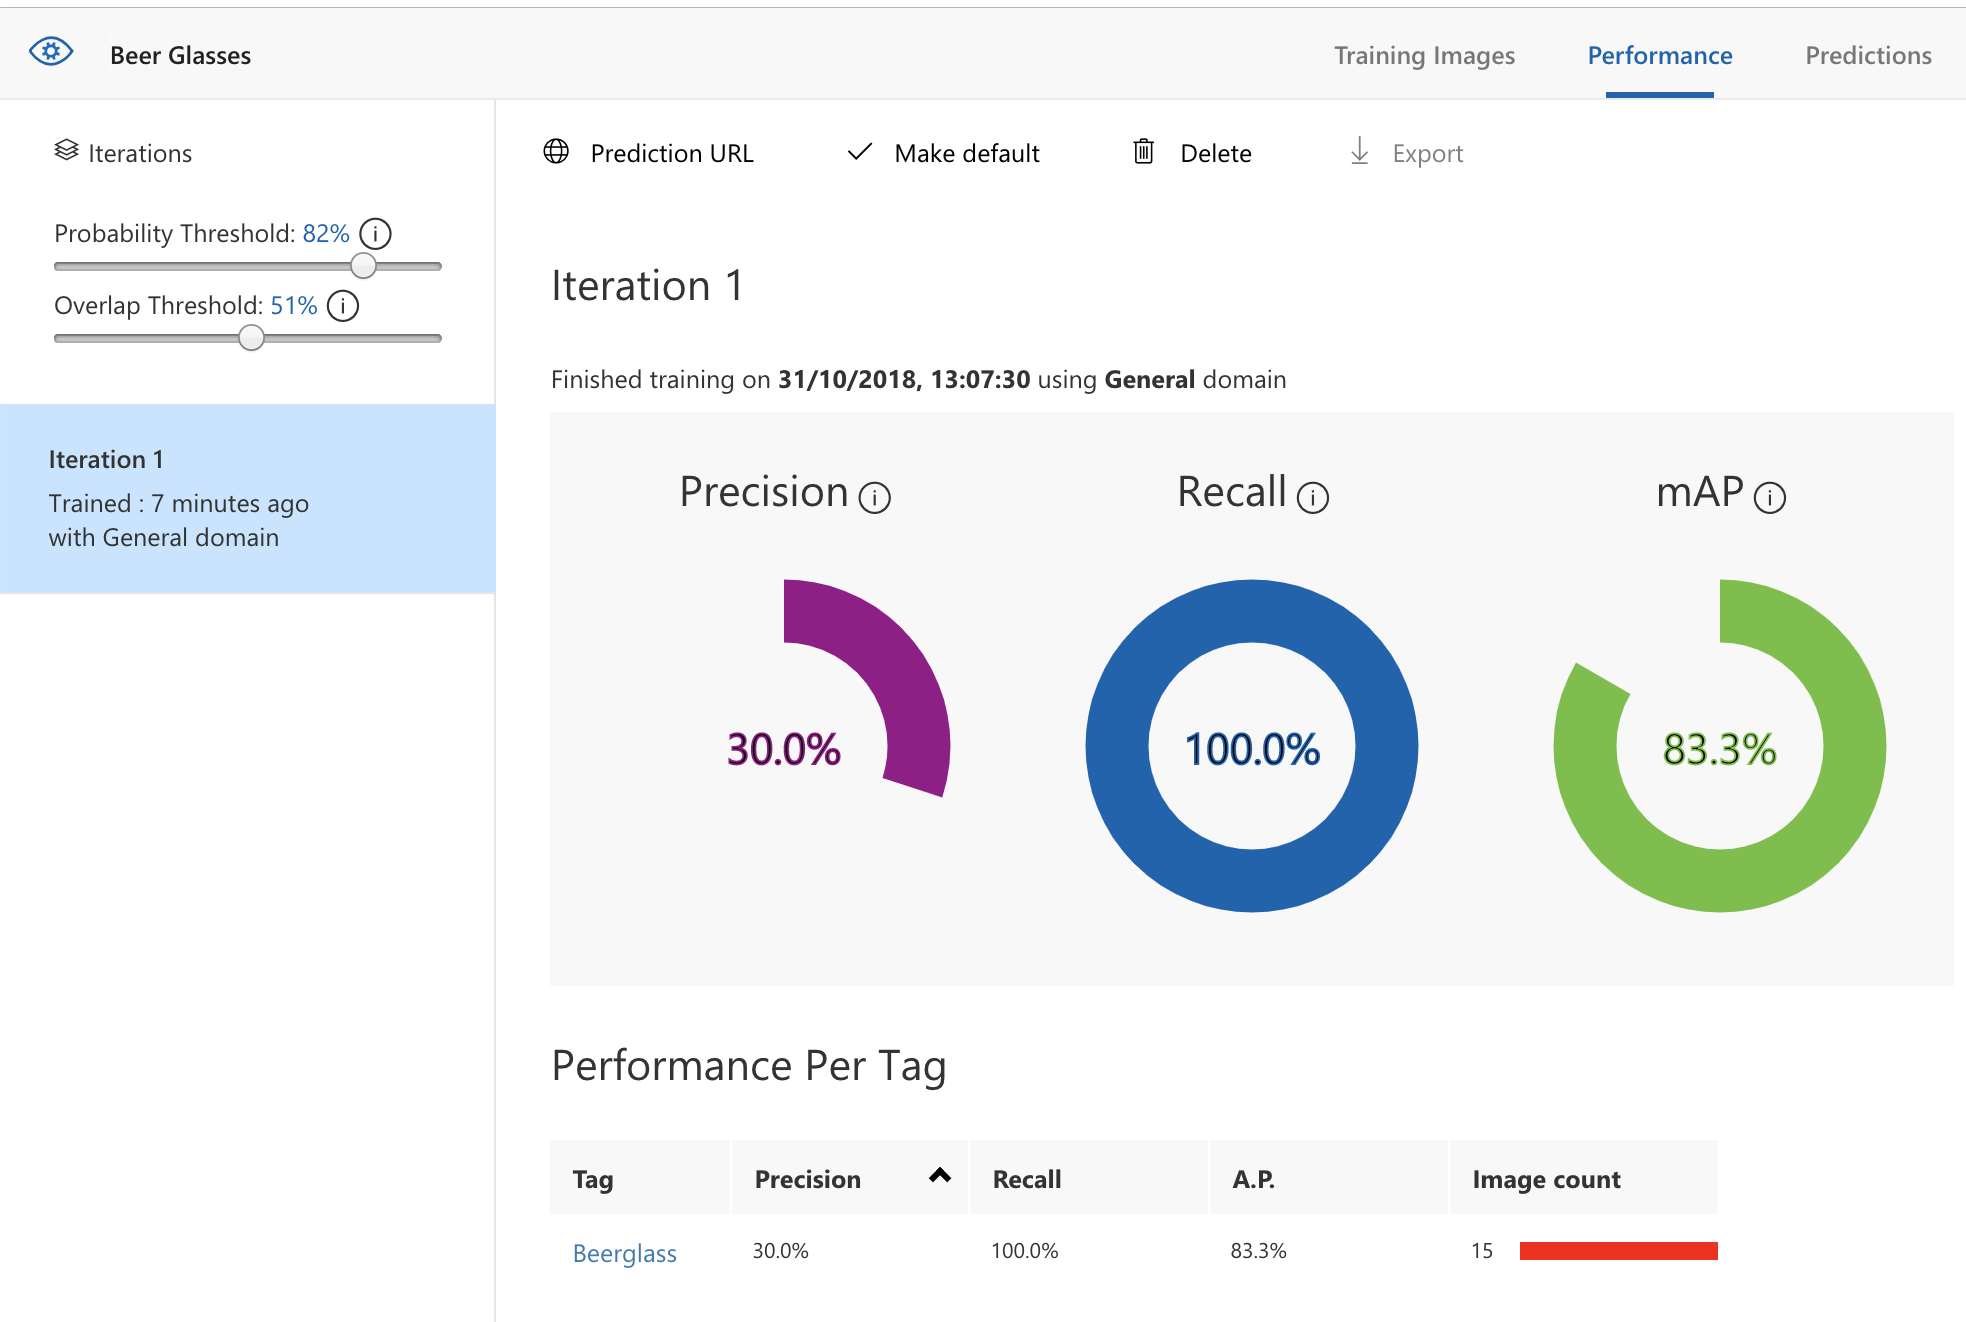 Beer Glasses
Training Images
Performance
Predictions
Iterations
Probability Threshold: 82%
Overlap Threshold: 51%
Iteration 1
Trained : 7 minutes ago
with General domain
Prediction URL
Make default
Delete
Export
Iteration 1
Finished training on 31/10/2018, 13:07:30 using General domain
Precision
Recall
mAP
30.0%
100.0%
83.3%
Performance Per Tag
Tag Precision Recall A.P. Image count
Beerglass 30.0% 100.0% 83.3% 15